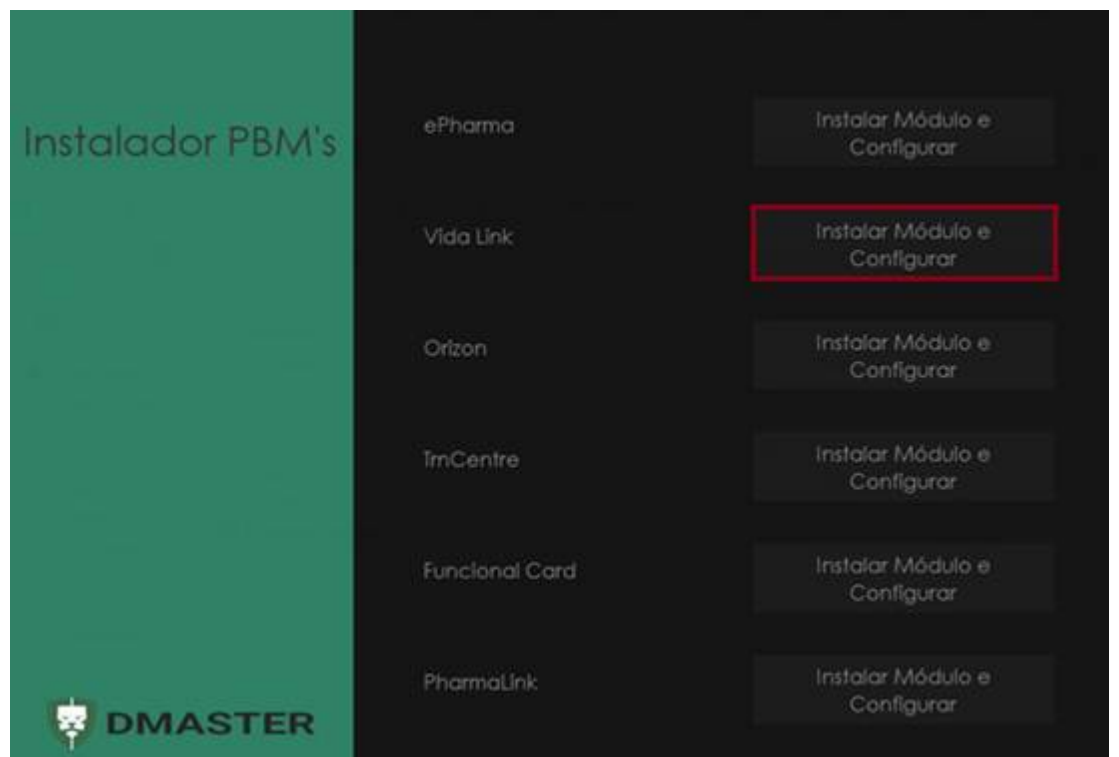 Instalador PBM's
ePharma
Instalar Módulo e
Configurar
Vida Link
Instalar Módulo e
Configurar
Orizon
Instalar Módulo e
Configurar
TrnCentre
Instalar Módulo e
Configurar
Funcional Card
Instalar Módulo e
Configurar
PharmaLink
Instalar Módulo e
Configurar
DMASTER